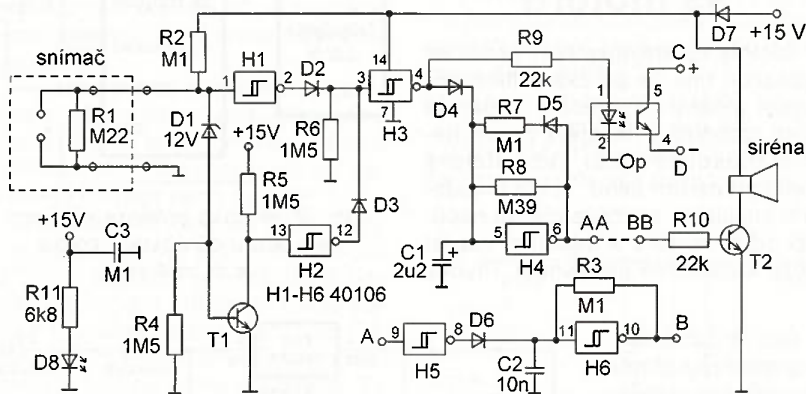 snímač
R1
M22
R2
M1
1
H1
2
D1
12V
D2
R6
1M5
14
3
H3
4
7
D4
R9
22k
D7
+15 V
C
+
1
5
2
4
Op
D
–
siréna
R7
M1
D5
R8
M39
+15V
R5
1M5
D3
13
12
H2
H1-H6 40106
T1
R4
1M5
+15V
C3
M1
R11
6k8
D8
C1
2u2
+
5
H4
6
AA
BB
R10
22k
T2
R3
M1
A
9
H5
8
D6
C2
10n
11
H6
10
B